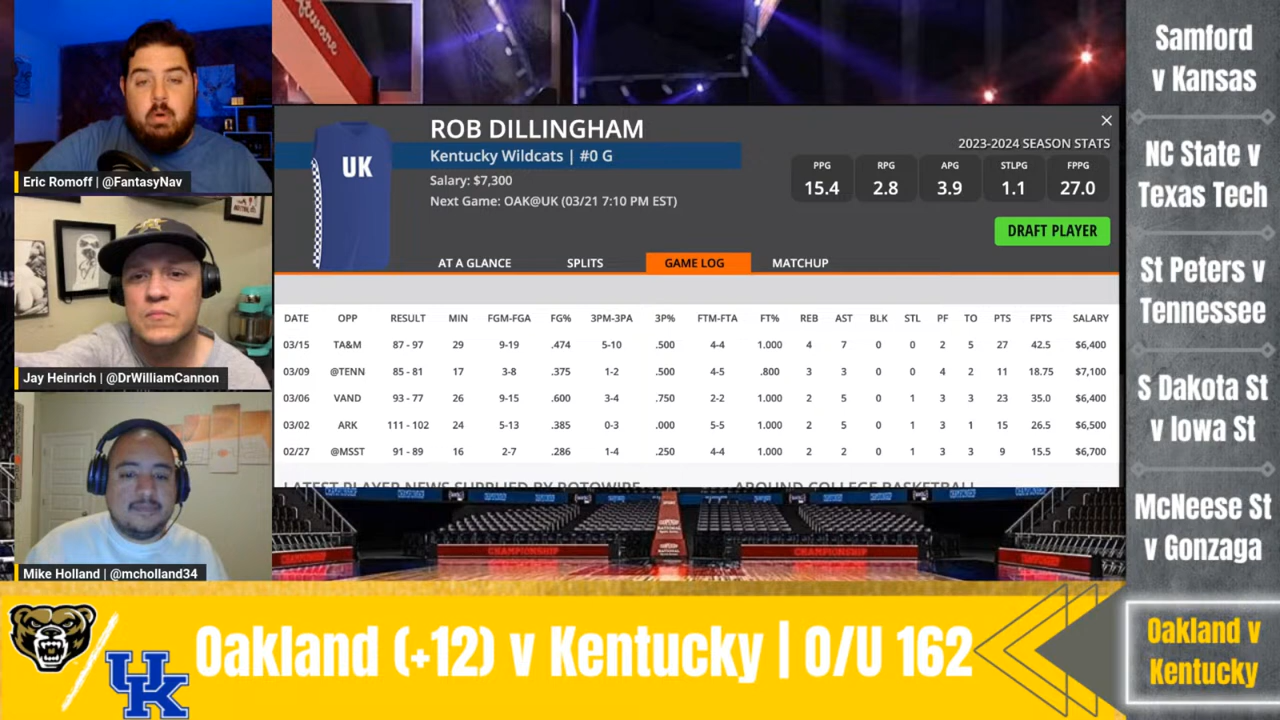 Eric Romoff | @FantasyNav
Jay Heinrich | @DrWilliamCannon
Mike Holland | @mcholland34
UK
ROB DILLINGHAM
Kentucky Wildcats | #0 G
Salary: $7,300
Next Game: OAK@UK (03/21 7:10 PM EST)
2023-2024 SEASON STATS
PPG RPG APG STLPG FPPG
15.4 2.8 3.9 1.1 27.0
DRAFT PLAYER
AT A GLANCE SPLITS GAME LOG MATCHUP
DATE OPP RESULT MIN FGM-FGA FG% 3PM-3PA 3P% FTM-FTA FT% REB AST BLK STL PF TO PTS FPTS SALARY
03/15 TA&M 87 - 97 29 9-19 .474 5-10 .500 4-4 1.000 4 7 0 0 2 5 27 42.5 $6,400
03/09 @TENN 85 - 81 17 3-8 .375 1-2 .500 4-5 .800 3 3 0 0 4 2 11 18.75 $7,100
03/06 VAND 93 - 77 26 9-15 .600 3-4 .750 2-2 1.000 2 5 0 1 3 3 23 35.0 $6,400
03/02 ARK 111 - 102 24 5-13 .385 0-3 .000 5-5 1.000 2 5 0 1 3 1 15 26.5 $6,500
02/27 @MSST 91 - 89 16 2-7 .286 1-4 .250 4-4 1.000 2 2 0 1 3 3 9 15.5 $6,700
LATEST PLAYER NEWS SUPPLIED BY ROTOWIRE AROUND COLLEGE BASKETBALL
CHAMPIONSHIP CHAMPIONSHIP
Samford
v Kansas
NC State v
Texas Tech
St Peters v
Tennessee
S Dakota St
v Iowa St
McNeese St
v Gonzaga
Oakland v
Kentucky
UK
Oakland (+12) v Kentucky | O/U 162